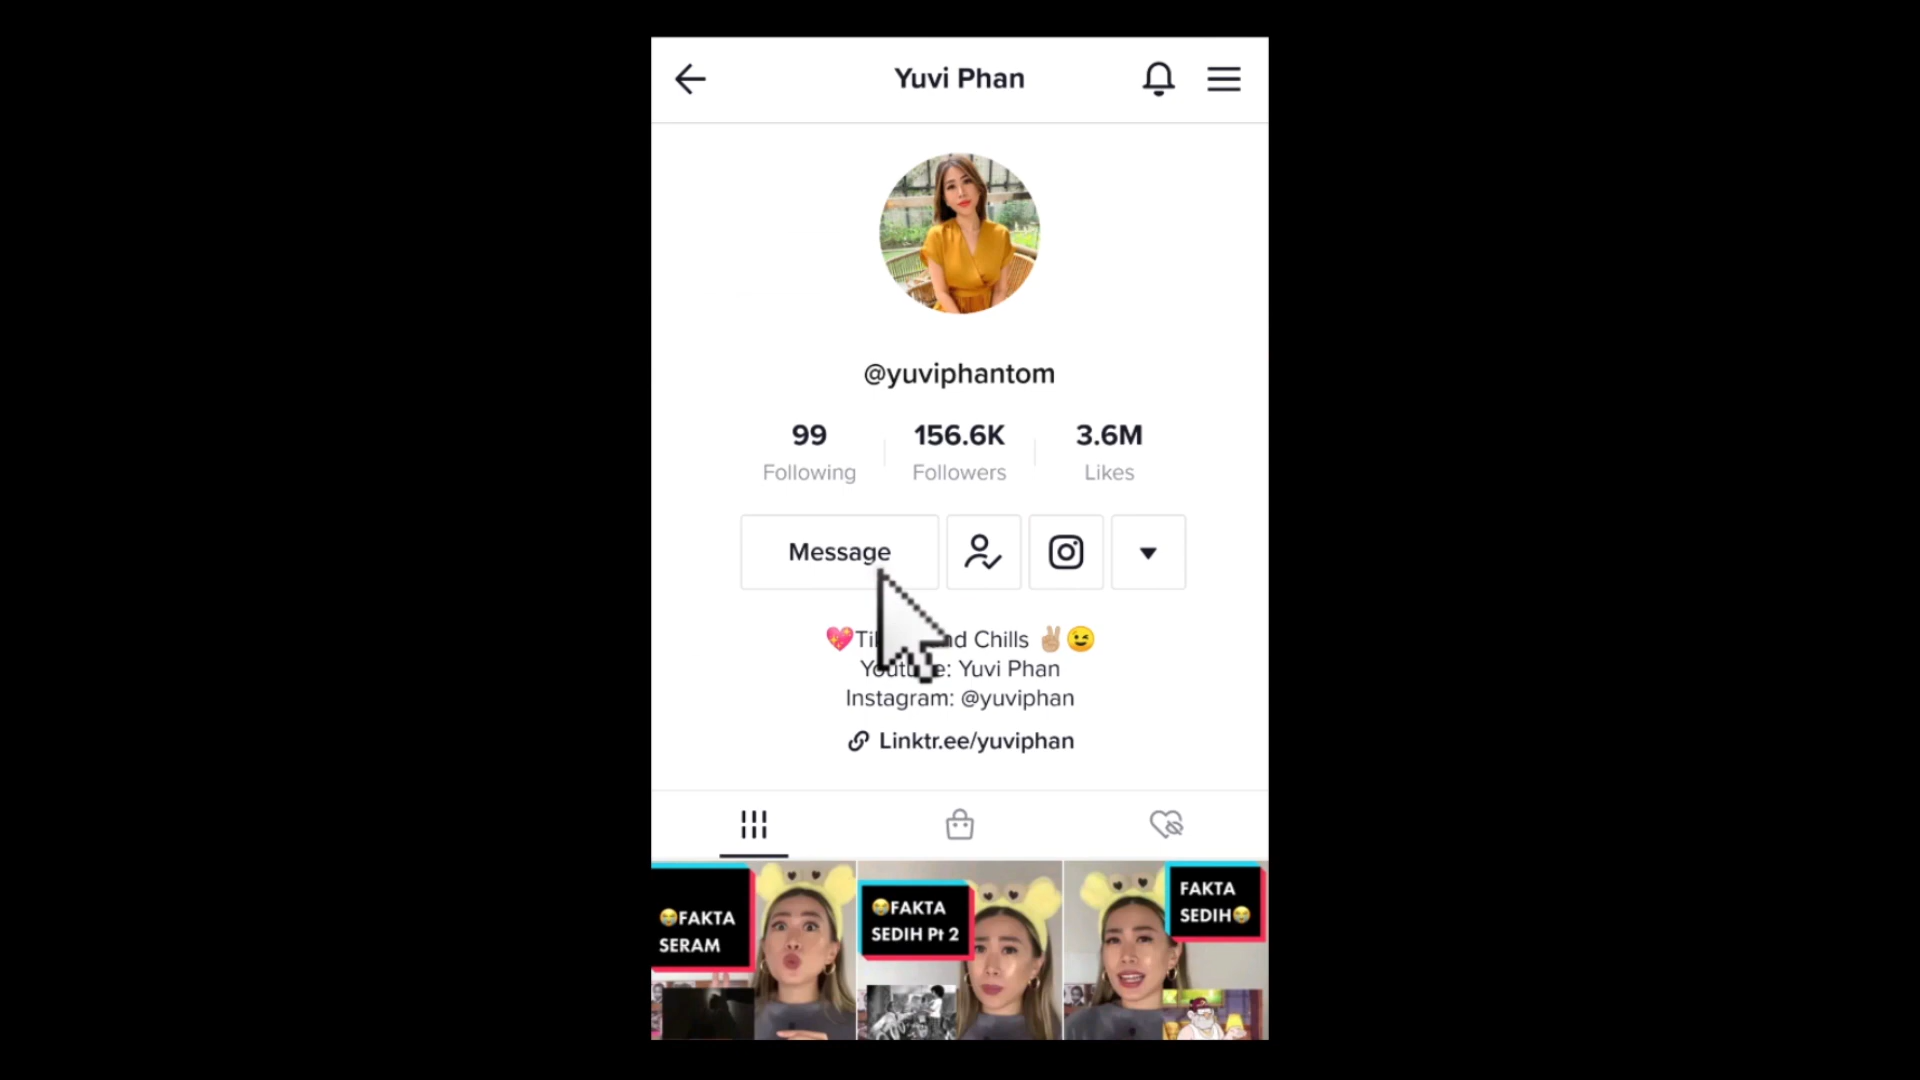 Yuvi Phan
@yuviphantom
99 156.6K 3.6M
Following Followers Likes
Message
💖 Chills ✌🏼😉
Yuvi Phan
Instagram: @yuviphan
Linktr.ee/yuviphan
😭FAKTA
SERAM
😭FAKTA
SEDIH Pt 2
FAKTA
SEDIH😭